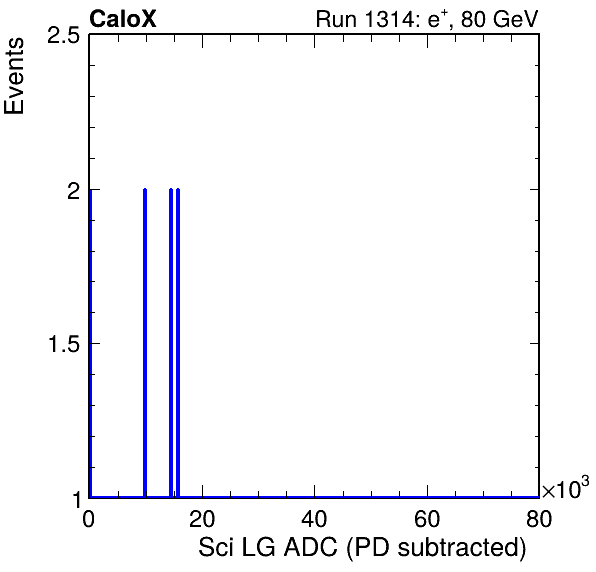 CaloX Run 1314: e⁺, 80 GeV
Events
2.5
2
1.5
1
0 20 40 60 80
×10³
Sci LG ADC (PD subtracted)